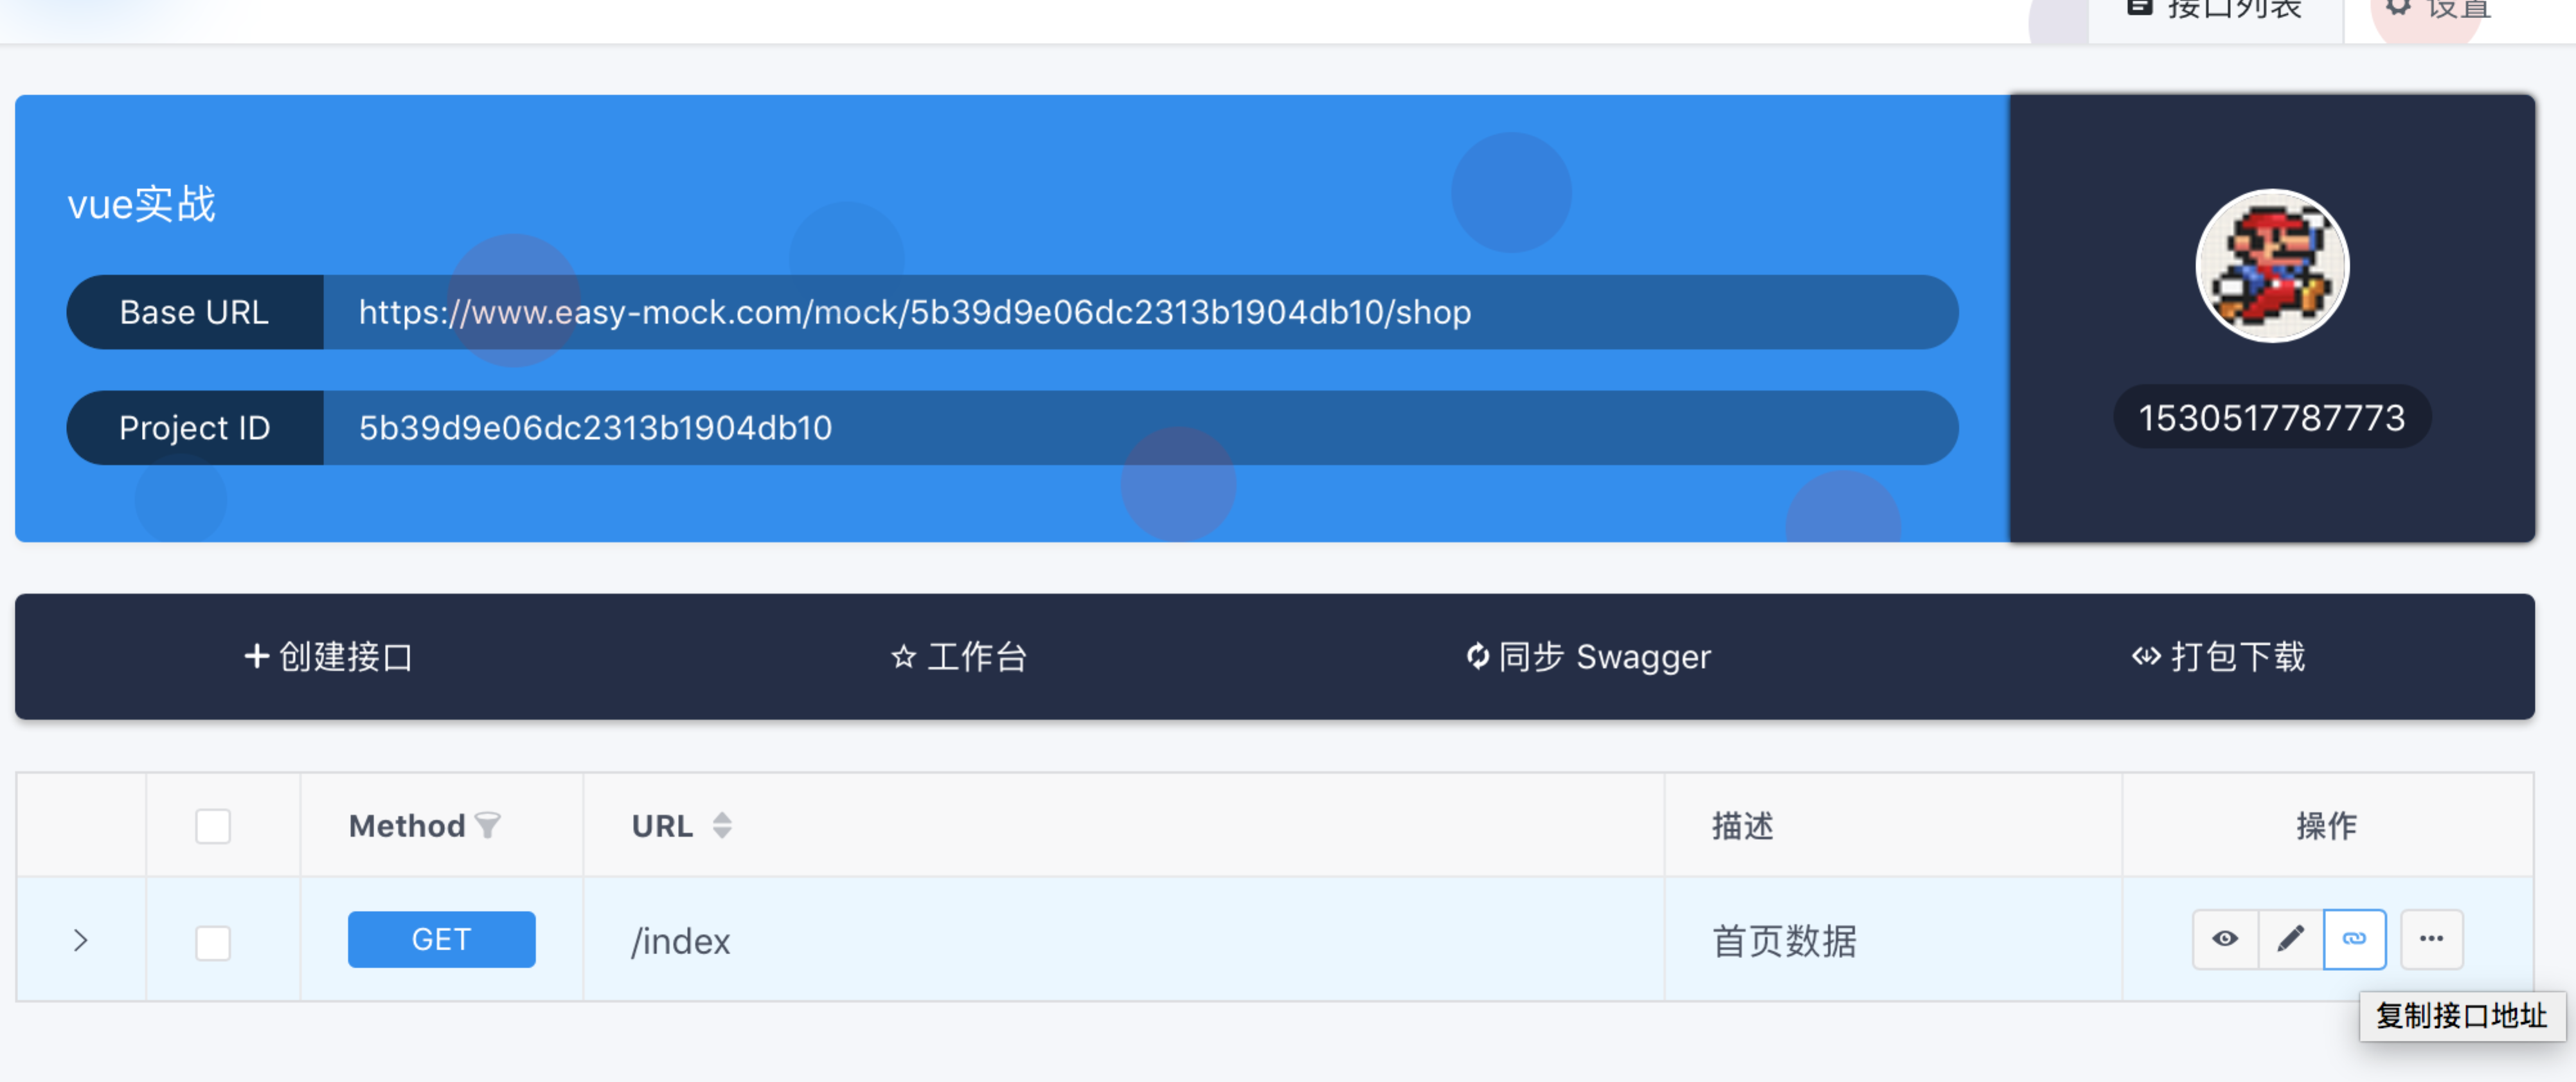 接口列表 设置
vue实战
Base URL https://www.easy-mock.com/mock/5b39d9e06dc2313b1904db10/shop
Project ID 5b39d9e06dc2313b1904db10
1530517787773
创建接口 工作台 同步 Swagger 打包下载
Method URL 描述 操作
GET /index 首页数据
复制接口地址